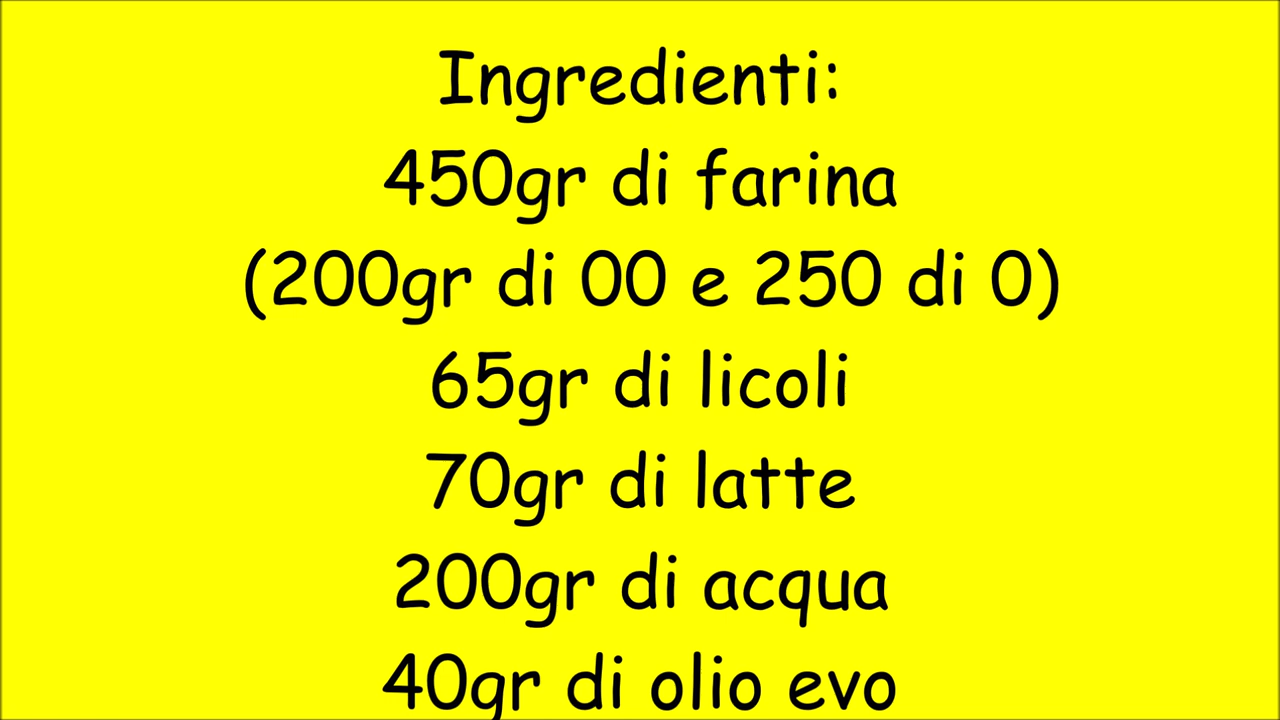 Ingredienti:
450gr di farina
(200gr di 00 e 250 di 0)
65gr di licoli
70gr di latte
200gr di acqua
40gr di olio evo